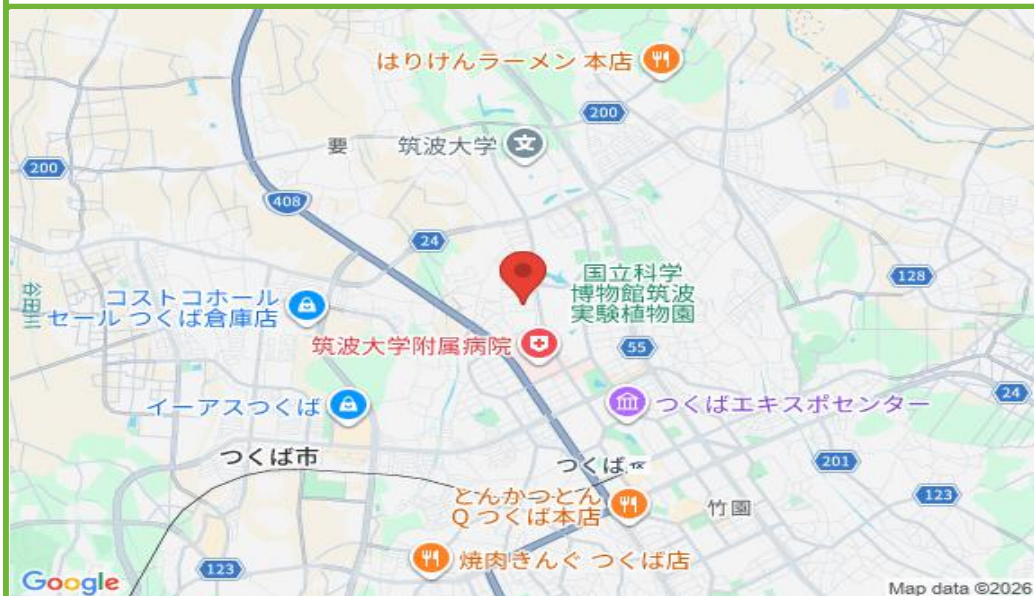 はりけんラーメン 本店
200
要
筑波大学
200
408
24
国立科学
博物館筑波
実験植物園
128
谷田川
コストコホール
セール つくば倉庫店
筑波大学附属病院
55
イーアスつくば
つくばエキスポセンター
24
つくば市
つくば
201
とんかつとん
Q つくば本店
123
竹園
焼肉きんぐ つくば店
123
Google
Map data ©2026